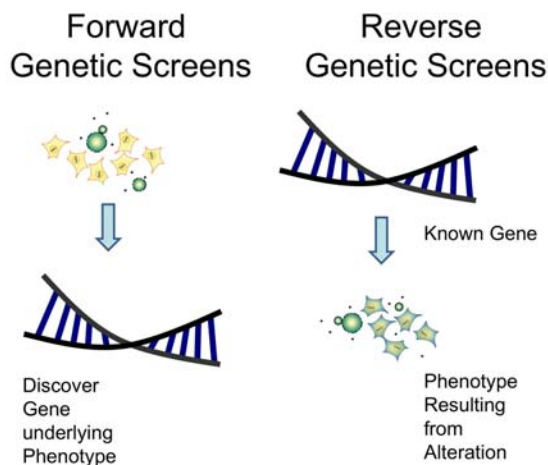 Forward
Genetic Screens
Reverse
Genetic Screens
Known Gene
Discover
Gene
underlying
Phenotype
Phenotype
Resulting
from
Alteration